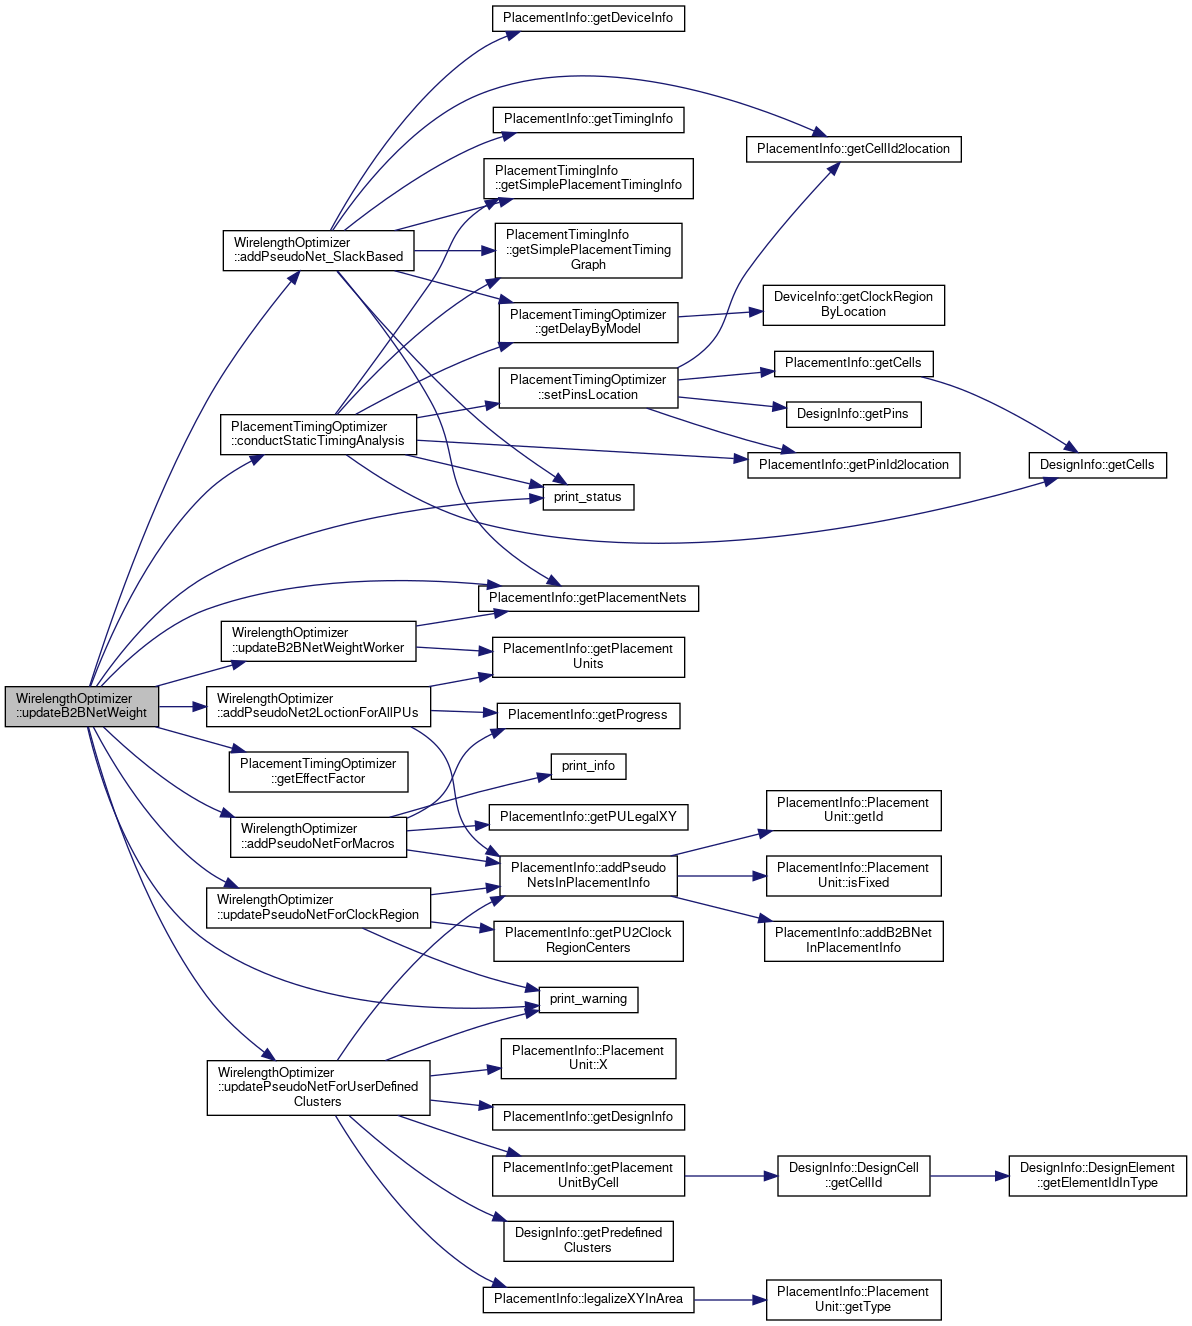 PlacementInfo::getDeviceInfo
PlacementInfo::getTimingInfo
PlacementInfo::getCellId2location
PlacementTimingInfo
::getSimplePlacementTimingInfo
WirelengthOptimizer
::addPseudoNet_SlackBased
PlacementTimingInfo
::getSimplePlacementTiming
Graph
DeviceInfo::getClockRegion
ByLocation
PlacementTimingOptimizer
::getDelayByModel
PlacementInfo::getCells
PlacementTimingOptimizer
::setPinsLocation
DesignInfo::getPins
PlacementTimingOptimizer
::conductStaticTimingAnalysis
PlacementInfo::getPinId2location
DesignInfo::getCells
print_status
PlacementInfo::getPlacementNets
WirelengthOptimizer
::updateB2BNetWeightWorker
PlacementInfo::getPlacement
Units
WirelengthOptimizer
::updateB2BNetWeight
WirelengthOptimizer
::addPseudoNet2LoctionForAllPUs
PlacementInfo::getProgress
PlacementTimingOptimizer
::getEffectFactor
print_info
PlacementInfo::getPULegalXY
PlacementInfo::Placement
Unit::getId
WirelengthOptimizer
::addPseudoNetForMacros
PlacementInfo::addPseudo
NetsInPlacementInfo
PlacementInfo::Placement
Unit::isFixed
WirelengthOptimizer
::updatePseudoNetForClockRegion
PlacementInfo::getPU2Clock
RegionCenters
PlacementInfo::addB2BNet
InPlacementInfo
print_warning
PlacementInfo::Placement
Unit::X
WirelengthOptimizer
::updatePseudoNetForUserDefined
Clusters
PlacementInfo::getDesignInfo
PlacementInfo::getPlacement
UnitByCell
DesignInfo::DesignCell
::getCellId
DesignInfo::DesignElement
::getElementIdInType
DesignInfo::getPredefined
Clusters
PlacementInfo::legalizeXYInArea
PlacementInfo::Placement
Unit::getType